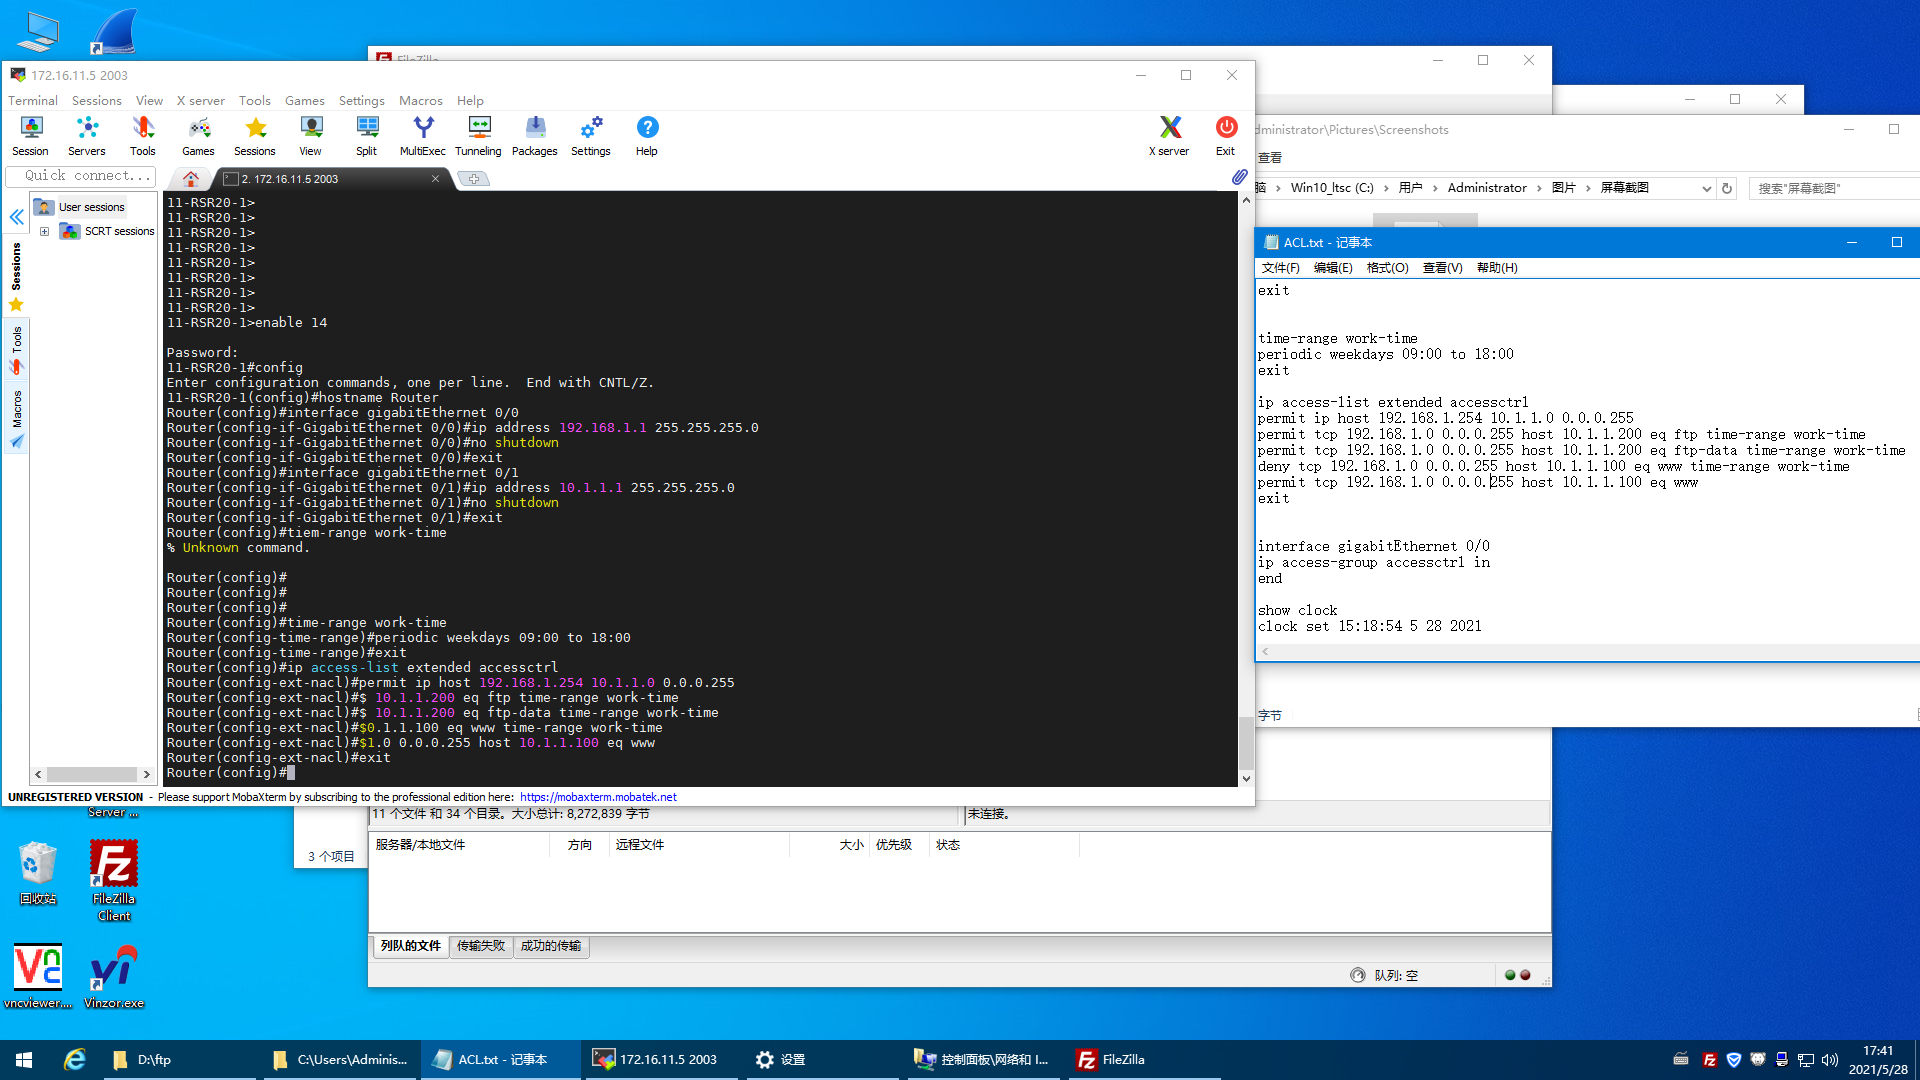 FileZilla
172.16.11.5 2003
Terminal Sessions View X server Tools Games Settings Macros Help
Session Servers Tools Games Sessions View Split MultiExec Tunneling Packages Settings Help X server Exit
Quick connect...
2. 172.16.11.5 2003
User sessions
SCRT sessions
Sessions
Tools
Macros
11-RSR20-1>
11-RSR20-1>
11-RSR20-1>
11-RSR20-1>
11-RSR20-1>
11-RSR20-1>
11-RSR20-1>
11-RSR20-1>
11-RSR20-1>enable 14
Password:
11-RSR20-1#config
Enter configuration commands, one per line.  End with CNTL/Z.
11-RSR20-1(config)#hostname Router
Router(config)#interface gigabitEthernet 0/0
Router(config-if-GigabitEthernet 0/0)#ip address 192.168.1.1 255.255.255.0
Router(config-if-GigabitEthernet 0/0)#no shutdown
Router(config-if-GigabitEthernet 0/0)#exit
Router(config)#interface gigabitEthernet 0/1
Router(config-if-GigabitEthernet 0/1)#ip address 10.1.1.1 255.255.255.0
Router(config-if-GigabitEthernet 0/1)#no shutdown
Router(config-if-GigabitEthernet 0/1)#exit
Router(config)#tiem-range work-time
% Unknown command.
Router(config)#
Router(config)#
Router(config)#
Router(config)#time-range work-time
Router(config-time-range)#periodic weekdays 09:00 to 18:00
Router(config-time-range)#exit
Router(config)#ip access-list extended accessctrl
Router(config-ext-nacl)#permit ip host 192.168.1.254 10.1.1.0 0.0.0.255
Router(config-ext-nacl)#$ 10.1.1.200 eq ftp time-range work-time
Router(config-ext-nacl)#$ 10.1.1.200 eq ftp-data time-range work-time
Router(config-ext-nacl)#$0.1.1.100 eq www time-range work-time
Router(config-ext-nacl)#$1.0 0.0.0.255 host 10.1.1.100 eq www
Router(config-ext-nacl)#exit
Router(config)#
UNREGISTERED VERSION - Please support MobaXterm by subscribing to the professional edition here: https://mobaxterm.mobatek.net
dministrator\Pictures\Screenshots
查看
脑 > Win10_ltsc (C:) > 用户 > Administrator > 图片 > 屏幕截图
搜索"屏幕截图"
ACL.txt - 记事本
文件(F) 编辑(E) 格式(O) 查看(V) 帮助(H)
exit
time-range work-time
periodic weekdays 09:00 to 18:00
exit
ip access-list extended accessctrl
permit ip host 192.168.1.254 10.1.1.0 0.0.0.255
permit tcp 192.168.1.0 0.0.0.255 host 10.1.1.200 eq ftp time-range work-time
permit tcp 192.168.1.0 0.0.0.255 host 10.1.1.200 eq ftp-data time-range work-time
deny tcp 192.168.1.0 0.0.0.255 host 10.1.1.100 eq www time-range work-time
permit tcp 192.168.1.0 0.0.0.255 host 10.1.1.100 eq www
exit
interface gigabitEthernet 0/0
ip access-group accessctrl in
end
show clock
clock set 15:18:54 5 28 2021
字节
Server ...
11 个文件 和 34 个目录。大小总计: 8,272,839 字节
未连接。
3 个项目
服务器/本地文件 方向 远程文件 大小 优先级 状态
列队的文件 传输失败 成功的传输
队列: 空
回收站
FileZilla Client
vncviewer....
Vinzor.exe
D:\ftp
C:\Users\Adminis...
ACL.txt - 记事本
172.16.11.5 2003
设置
控制面板\网络和 I...
FileZilla
17:41
2021/5/28